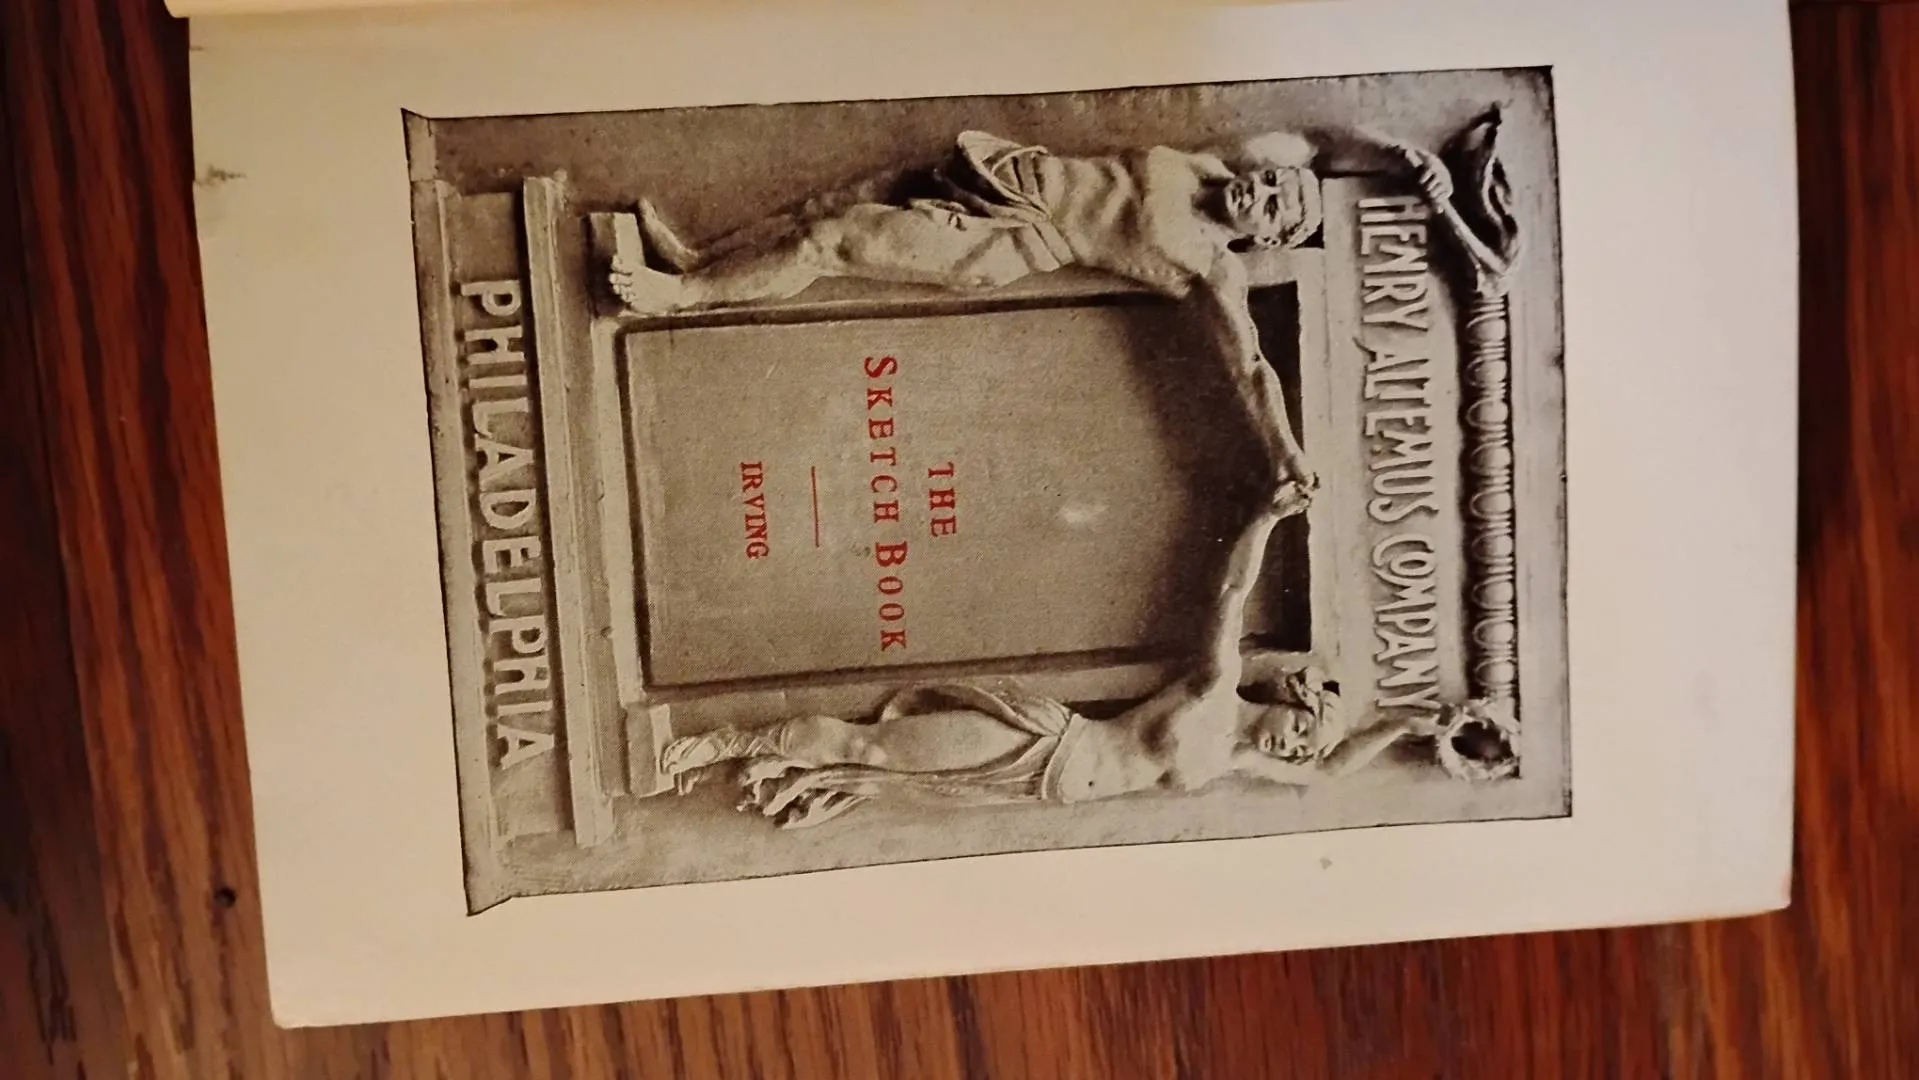 HENRY ALTEMUS COMPANY
THE
SKETCH BOOK
IRVING
PHILADELPHIA